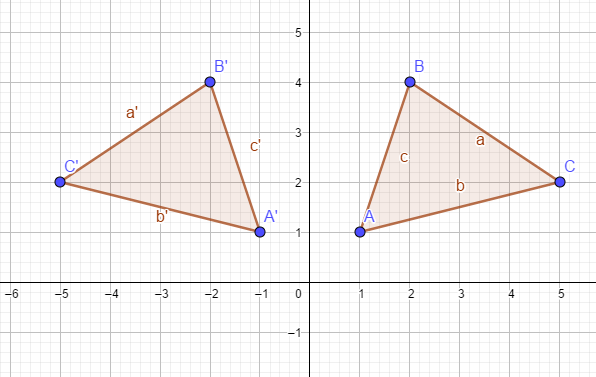 5
B' B
4
a'
3
c' a
c
C' C
2
b
b'
A' A
1
–6 –5 –4 –3 –2 –1 0 1 2 3 4 5
–1